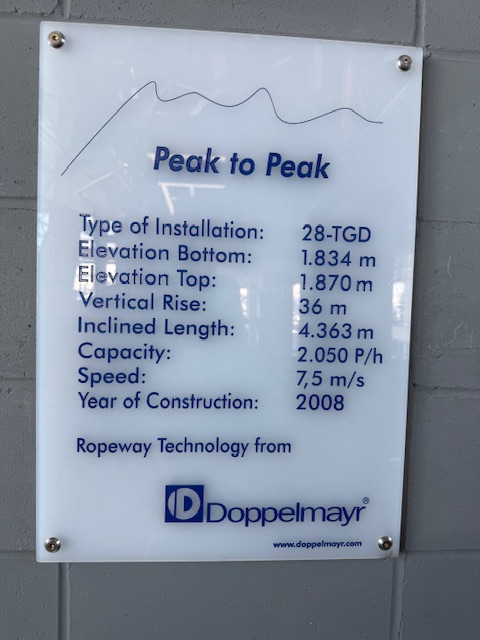 Peak to Peak
Type of Installation: 28-TGD
Elevation Bottom: 1.834 m
Elevation Top: 1.870 m
Vertical Rise: 36 m
Inclined Length: 4.363 m
Capacity: 2.050 P/h
Speed: 7,5 m/s
Year of Construction: 2008
Ropeway Technology from
D Doppelmayr®
www.doppelmayr.com